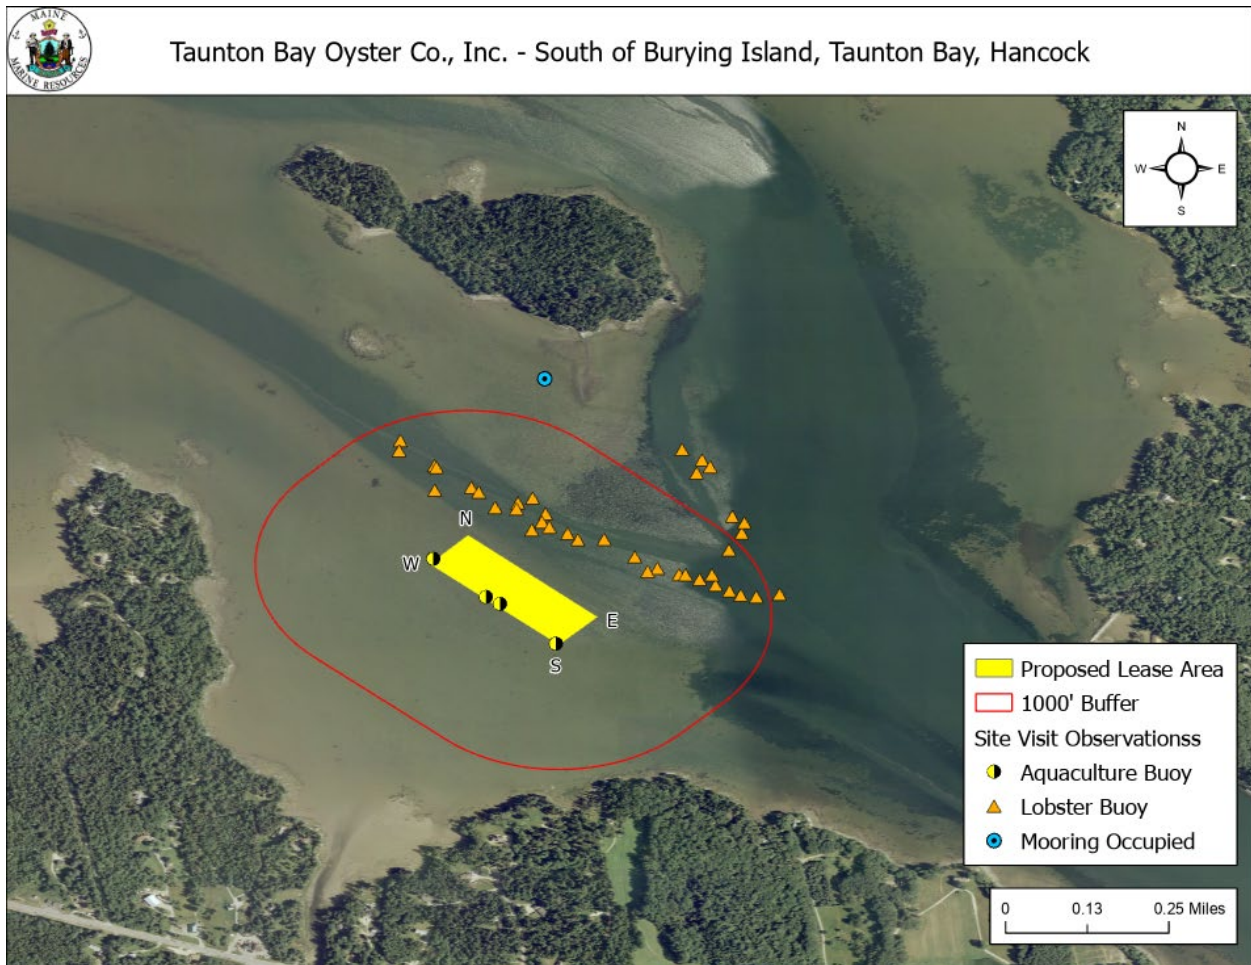 MAINE
MARINE RESOURCES
Taunton Bay Oyster Co., Inc. - South of Burying Island, Taunton Bay, Hancock
N
W E
S
N
W
E
S
Proposed Lease Area
1000' Buffer
Site Visit Observationss
Aquaculture Buoy
Lobster Buoy
Mooring Occupied
0 0.13 0.25 Miles